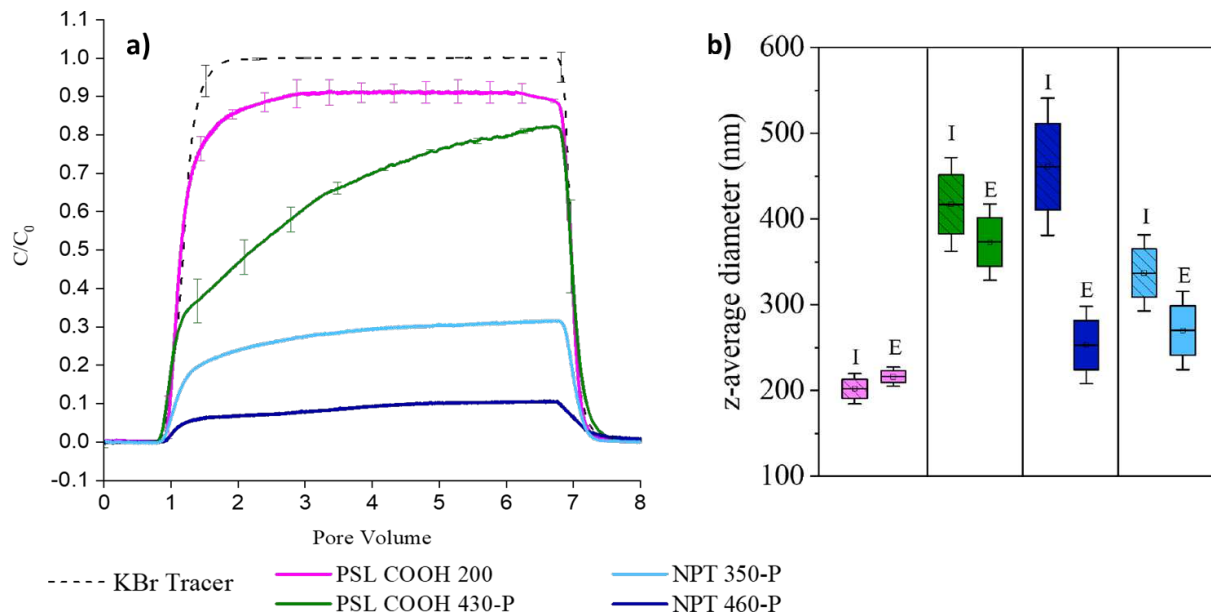 a)
1.1
1.0
0.9
0.8
0.7
0.6
0.5
0.4
0.3
0.2
0.1
0.0
-0.1
C/C0
0 1 2 3 4 5 6 7 8
Pore Volume
b)
600
500
400
300
200
100
z-average diameter (nm)
I E I E I E I E
KBr Tracer PSL COOH 200 NPT 350-P
PSL COOH 430-P NPT 460-P